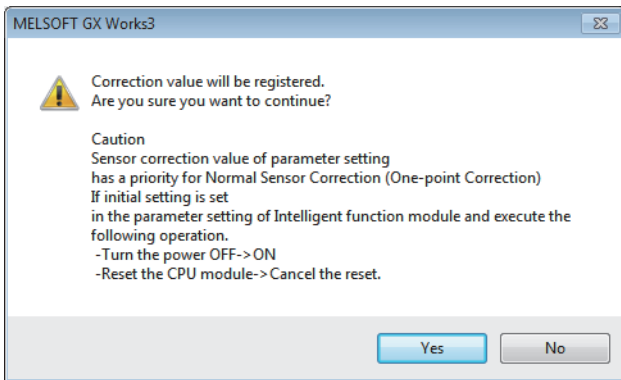 MELSOFT GX Works3
Correction value will be registered.
Are you sure you want to continue?
Caution
Sensor correction value of parameter setting
has a priority for Normal Sensor Correction (One-point Correction)
If initial setting is set
in the parameter setting of Intelligent function module and execute the
following operation.
-Turn the power OFF->ON
-Reset the CPU module->Cancel the reset.
Yes
No